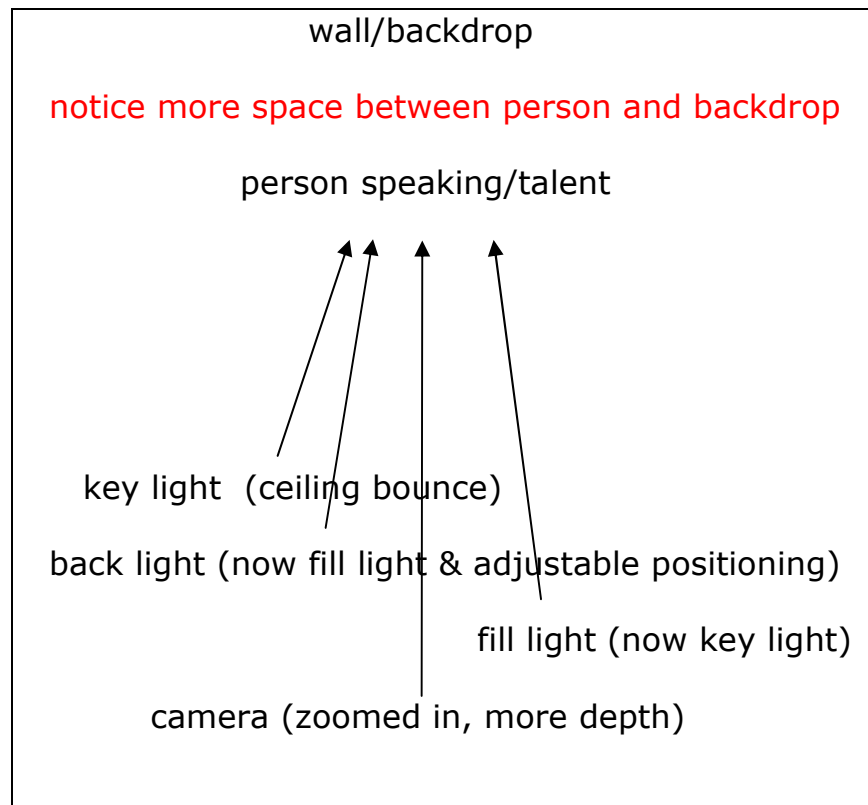 wall/backdrop
notice more space between person and backdrop
person speaking/talent
key light  (ceiling bounce)
back light (now fill light & adjustable positioning)
fill light (now key light)
camera (zoomed in, more depth)